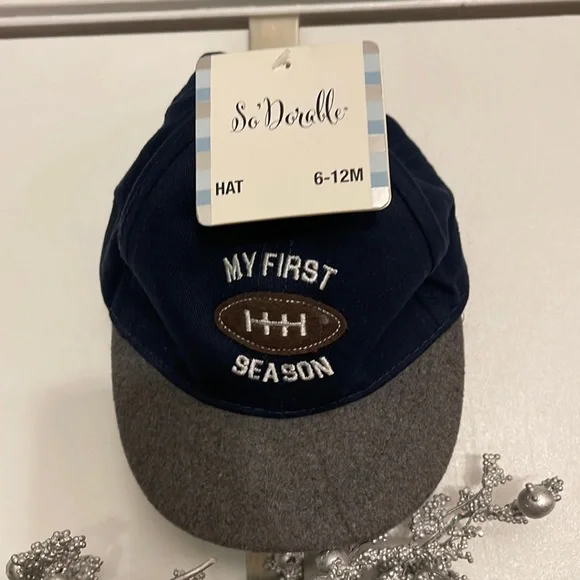 So'Dorable
HAT 6-12M
MY FIRST
SEASON